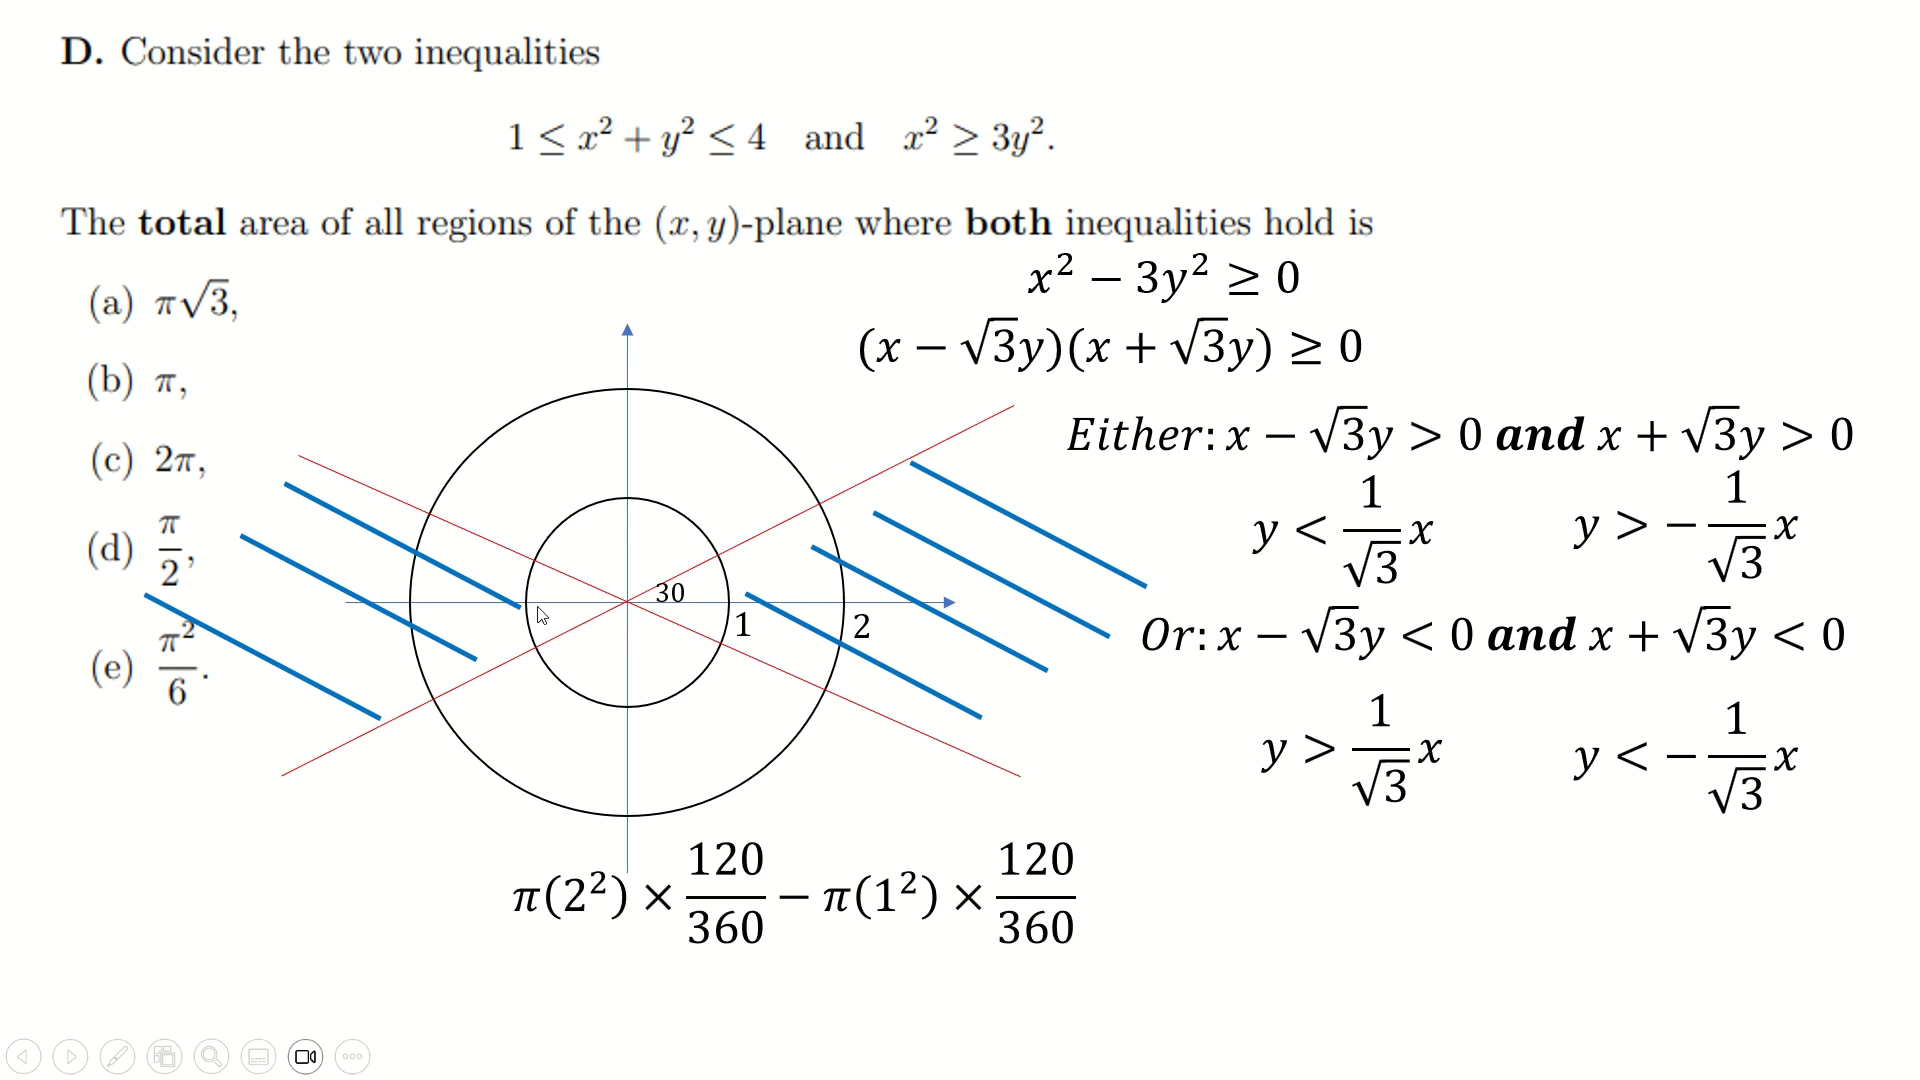 D. Consider the two inequalities
1 ≤ x² + y² ≤ 4 and x² ≥ 3y².
The total area of all regions of the (x, y)-plane where both inequalities hold is
(a) π√3,
(b) π,
(c) 2π,
(d) π/2,
(e) π²/6.
x² − 3y² ≥ 0
(x − √3y)(x + √3y) ≥ 0
Either: x − √3y > 0 and x + √3y > 0
y < 1/√3 x    y > − 1/√3 x
Or: x − √3y < 0 and x + √3y < 0
y > 1/√3 x    y < − 1/√3 x
30
1
2
π(2²) × 120/360 − π(1²) × 120/360